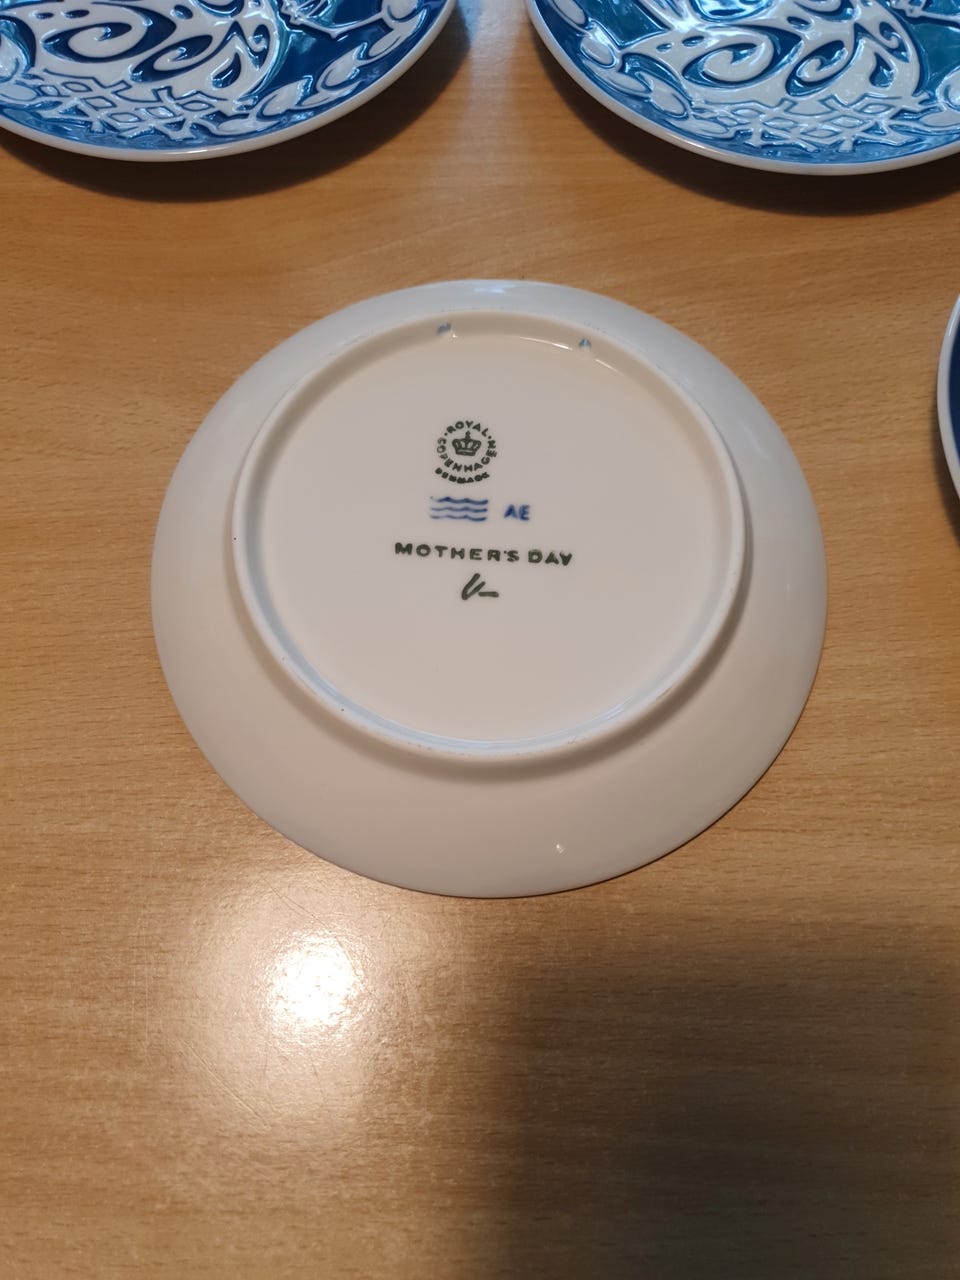 ROYAL
COPENHAGEN
DENMARK
AE
MOTHER'S DAY